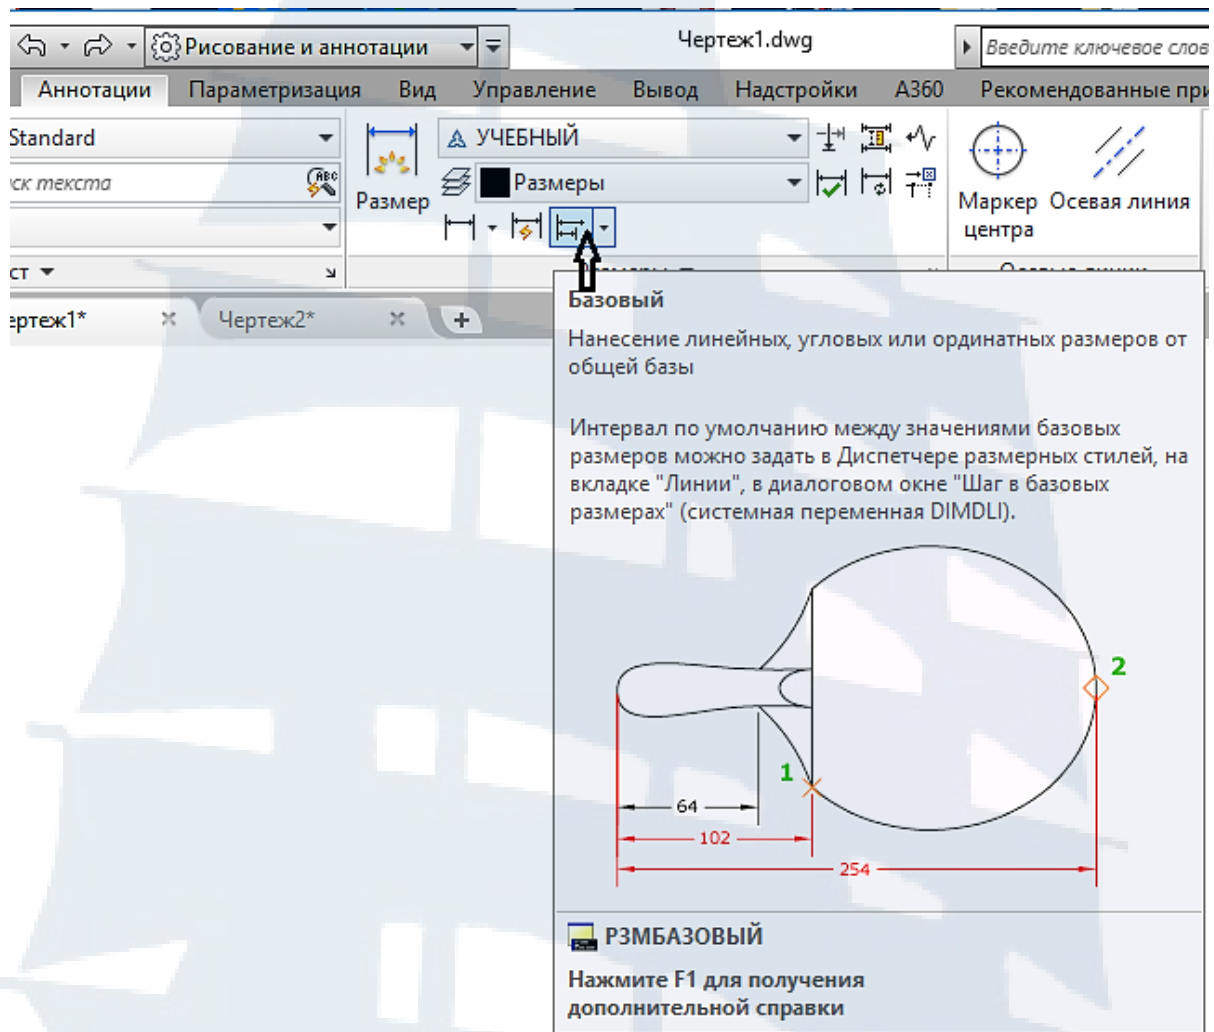 Рисование и аннотации
Чертеж1.dwg
Введите ключевое слов
Аннотации Параметризация Вид Управление Вывод Надстройки A360 Рекомендованные при
Standard
УЧЕБНЫЙ
ск текста
ABC
Размеры
Размер
Маркер центра
Осевая линия
ст
ертеж1*
Чертеж2*
Базовый
Нанесение линейных, угловых или ординатных размеров от
общей базы
Интервал по умолчанию между значениями базовых
размеров можно задать в Диспетчере размерных стилей, на
вкладке "Линии", в диалоговом окне "Шаг в базовых
размерах" (системная переменная DIMDLI).
2
1
64
102
254
РЗМБАЗОВЫЙ
Нажмите F1 для получения
дополнительной справки